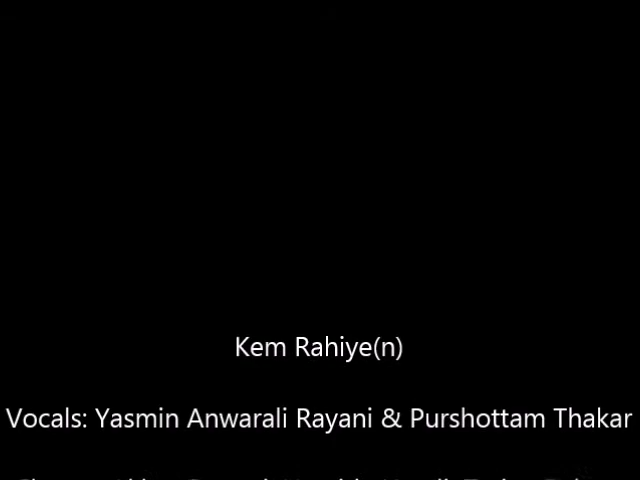 Kem Rahiye(n)
Vocals: Yasmin Anwarali Rayani & Purshottam Thakar